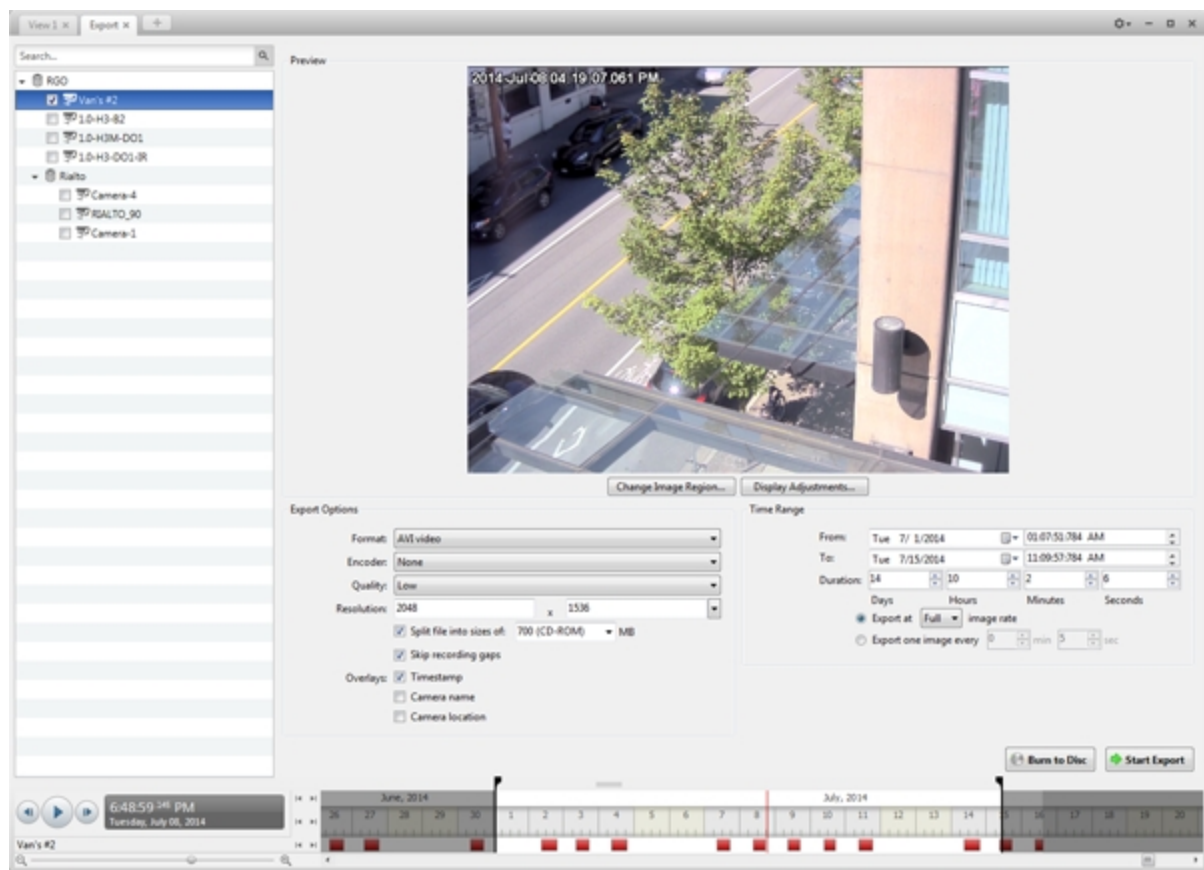 View 1 x Export x +
Search...
RGO
Van's #2
1.0-H3-B2
1.0-H3M-DO1
1.0-H3-DO1-IR
Rialto
Camera-4
RIALTO_90
Camera-1
Preview
2014-Jul-08 04:19:07.061 PM
Change Image Region... Display Adjustments...
Export Options
Format: AVI video
Encoder: None
Quality: Low
Resolution: 2048 x 1536
Split file into sizes of: 700 (CD-ROM) MB
Skip recording gaps
Overlays: Timestamp
Camera name
Camera location
Time Range
From: Tue 7/ 1/2014 01:07:51:784 AM
To: Tue 7/15/2014 11:09:57:784 AM
Duration: 14 10 2 6
Days Hours Minutes Seconds
Export at Full image rate
Export one image every 0 min 5 sec
Burn to Disc Start Export
6:48:59 PM
Tuesday, July 08, 2014
June, 2014 July, 2014
26 27 28 29 30 1 2 3 4 5 6 7 8 9 10 11 12 13 14 15 16 17 18 19 20
Van's #2